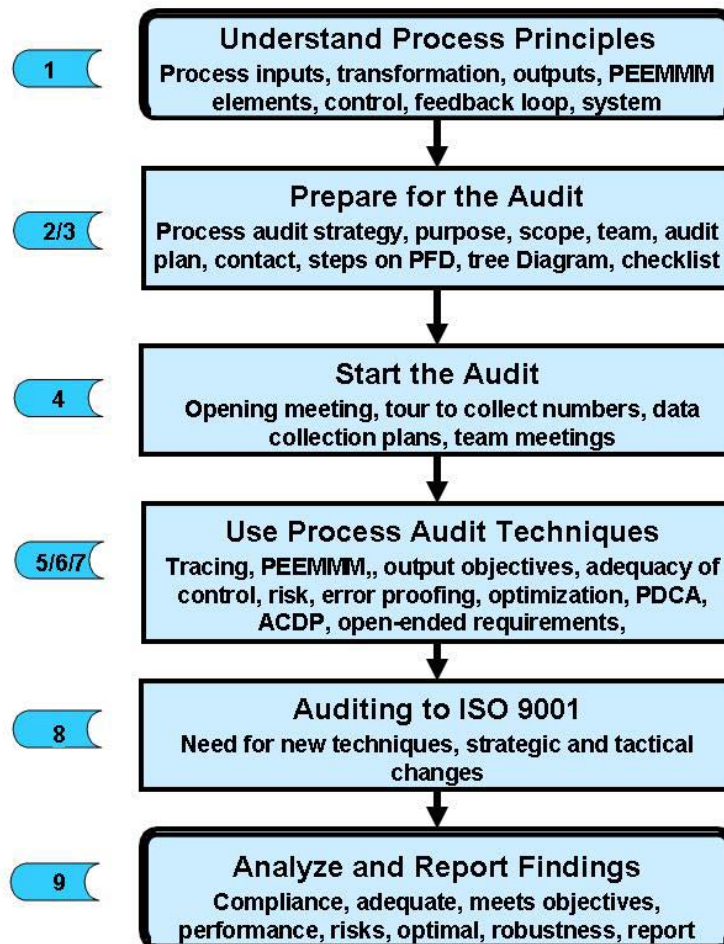 1
Understand Process Principles
Process inputs, transformation, outputs, PEEMMM
elements, control, feedback loop, system
2/3
Prepare for the Audit
Process audit strategy, purpose, scope, team, audit
plan, contact, steps on PFD, tree Diagram, checklist
4
Start the Audit
Opening meeting, tour to collect numbers, data
collection plans, team meetings
5/6/7
Use Process Audit Techniques
Tracing, PEEMMM,, output objectives, adequacy of
control, risk, error proofing, optimization, PDCA,
ACDP, open-ended requirements,
8
Auditing to ISO 9001
Need for new techniques, strategic and tactical
changes
9
Analyze and Report Findings
Compliance, adequate, meets objectives,
performance, risks, optimal, robustness, report